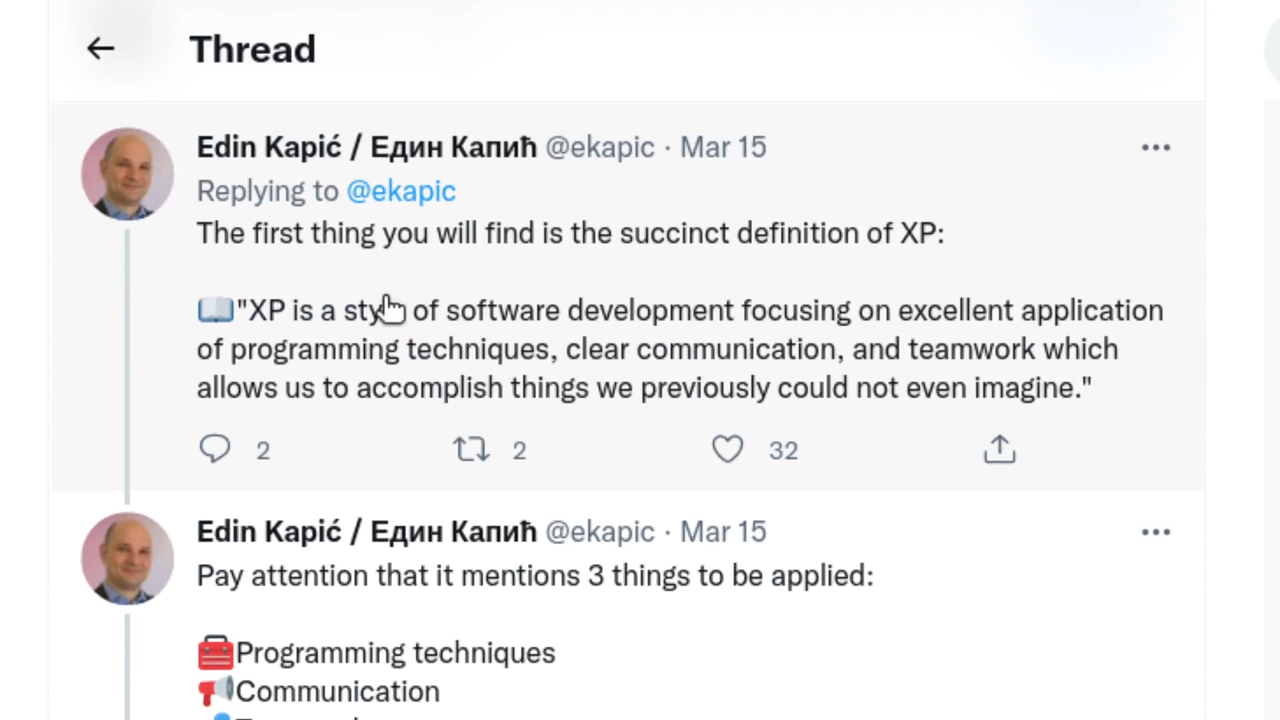 Thread
Edin Kapić / Един Капић @ekapic · Mar 15
Replying to @ekapic
The first thing you will find is the succinct definition of XP:
📖"XP is a of software development focusing on excellent application
of programming techniques, clear communication, and teamwork which
allows us to accomplish things we previously could not even imagine."
2 2 32
Edin Kapić / Един Капић @ekapic · Mar 15
Pay attention that it mentions 3 things to be applied:
🧰Programming techniques
📢Communication